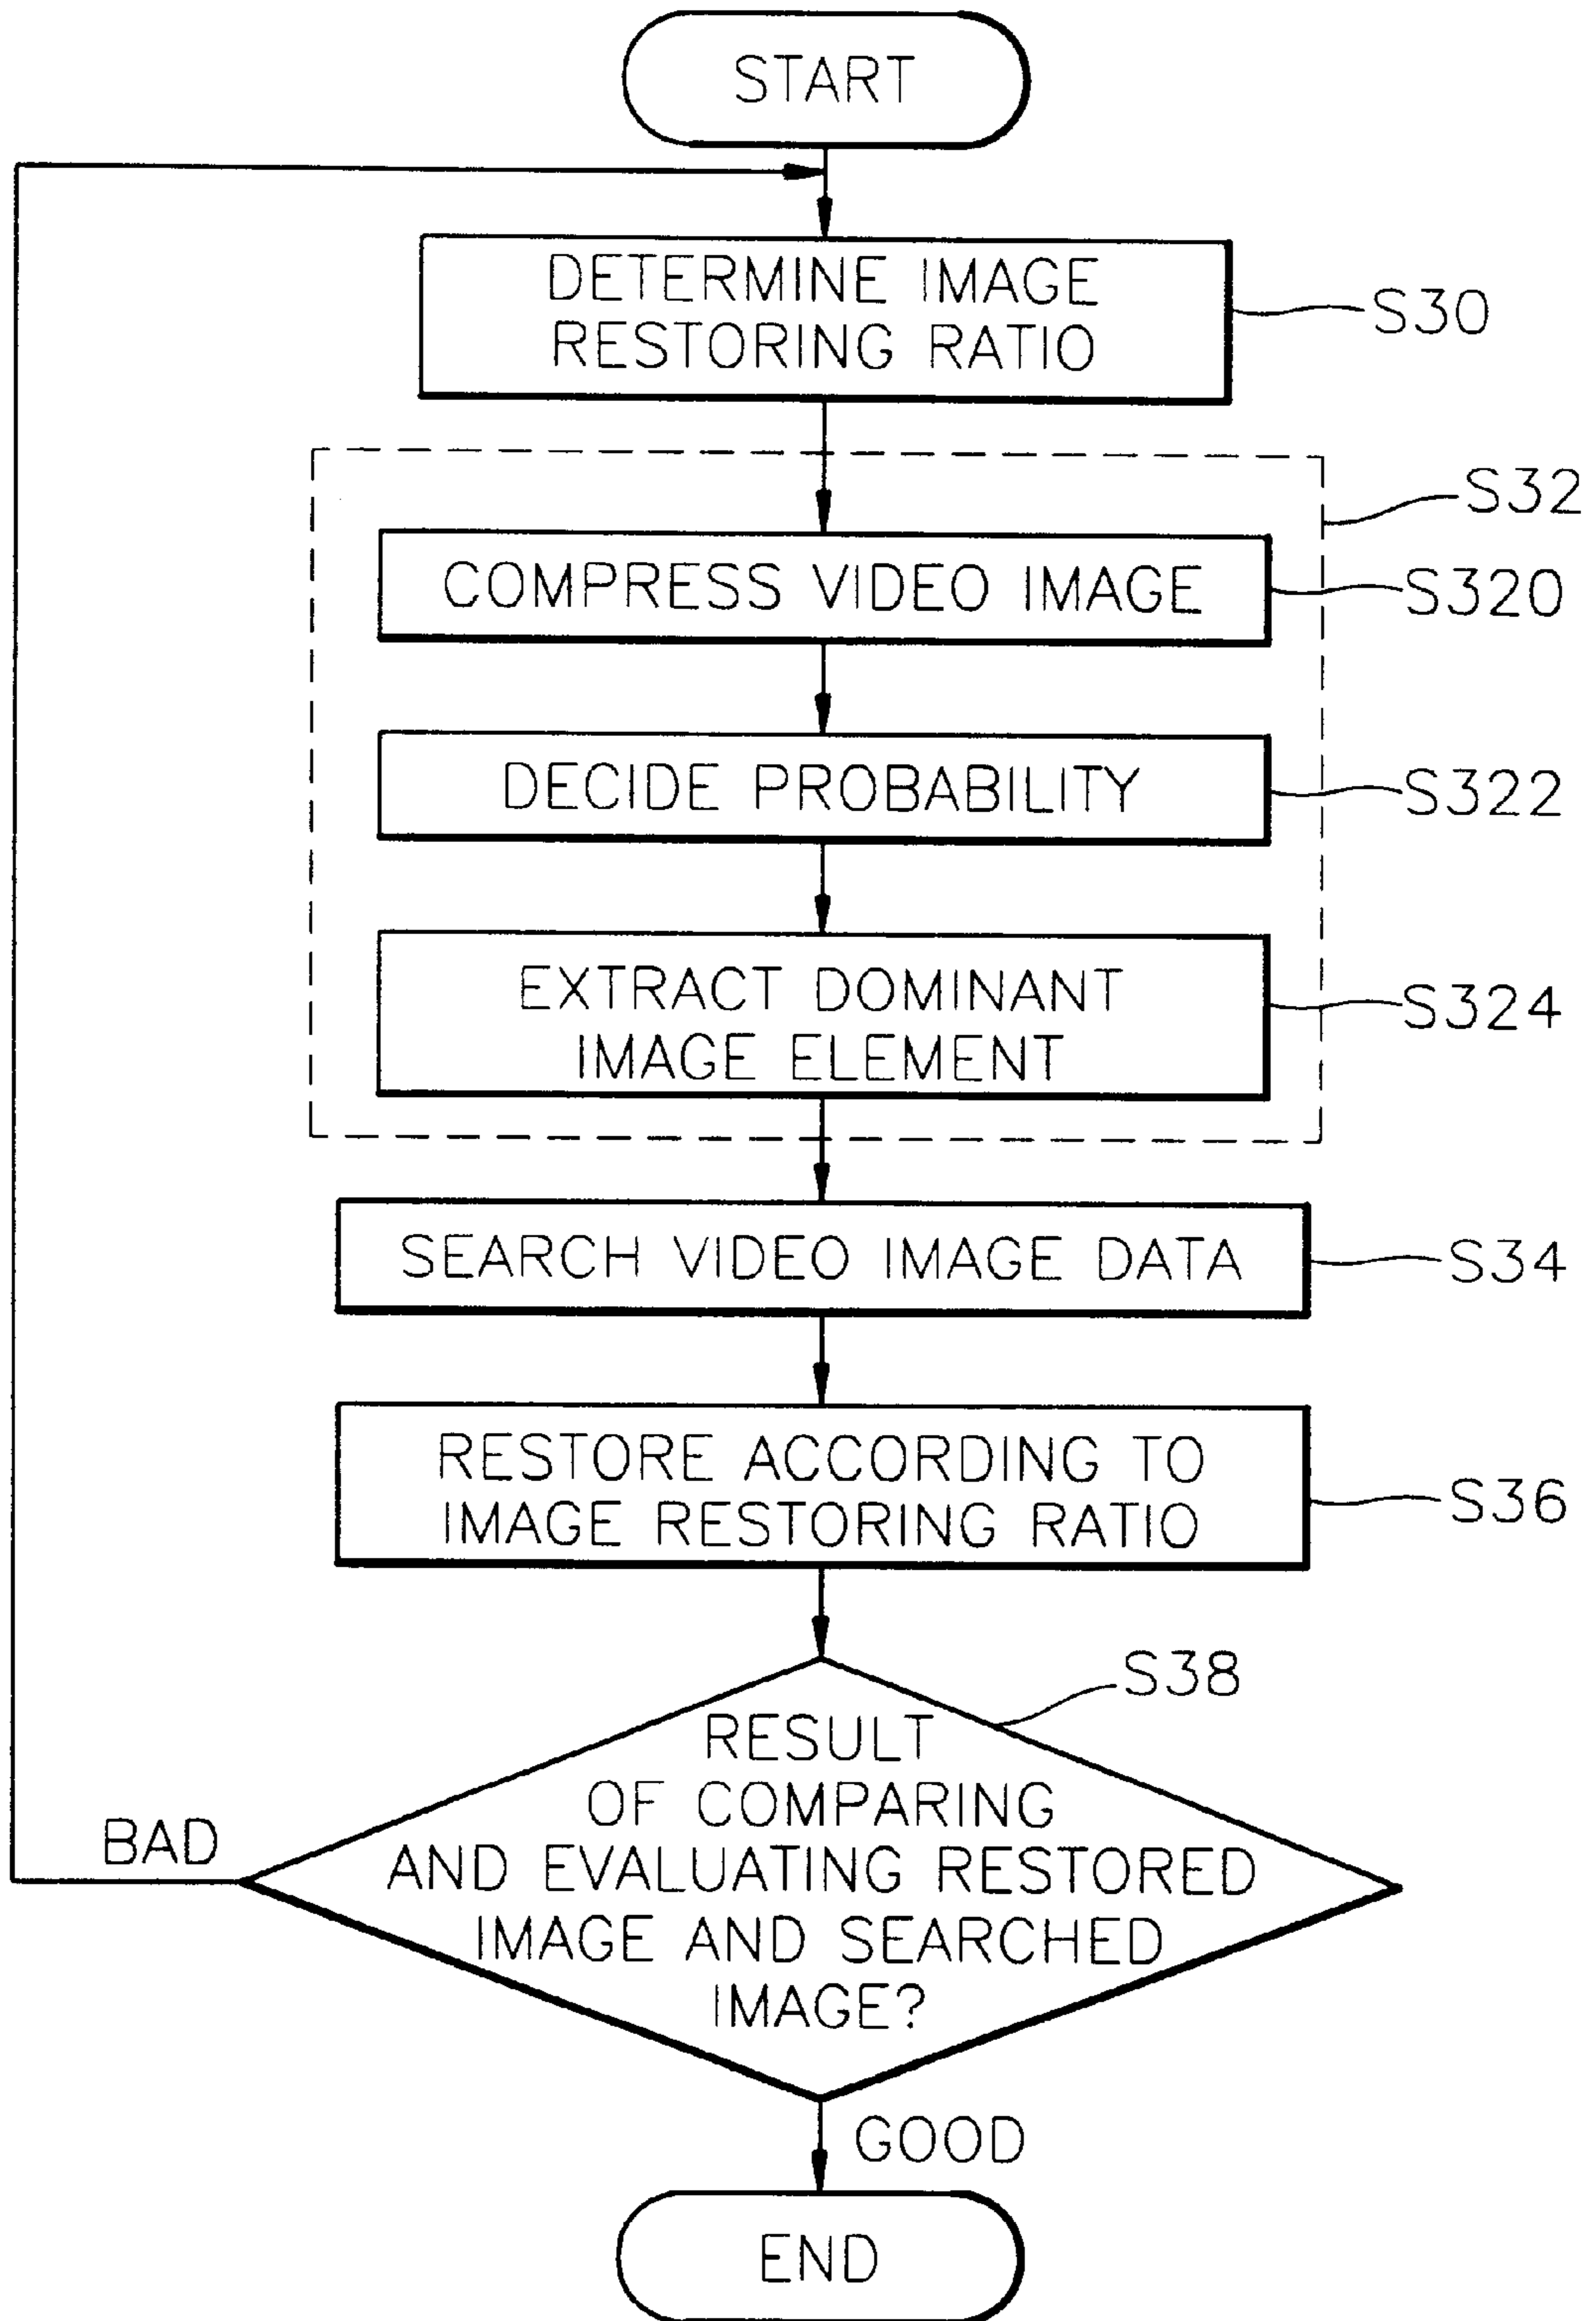 START
DETERMINE IMAGE
RESTORING RATIO
S30
S32
COMPRESS VIDEO IMAGE
S320
DECIDE PROBABILITY
S322
EXTRACT DOMINANT
IMAGE ELEMENT
S324
SEARCH VIDEO IMAGE DATA
S34
RESTORE ACCORDING TO
IMAGE RESTORING RATIO
S36
S38
RESULT
OF COMPARING
AND EVALUATING RESTORED
IMAGE AND SEARCHED
IMAGE?
BAD
GOOD
END